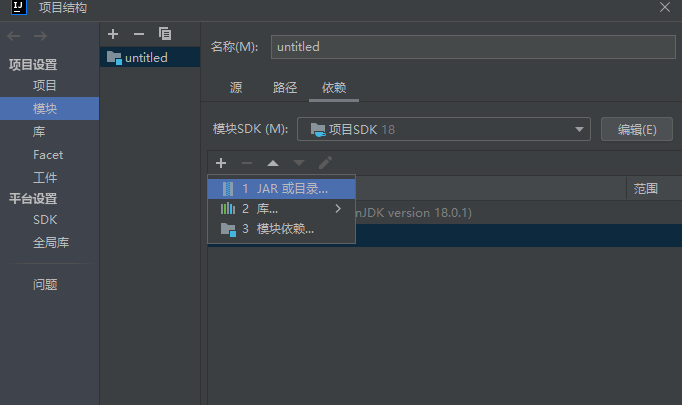 IJ 项目结构
项目设置
项目
模块
库
Facet
工件
平台设置
SDK
全局库
问题
untitled
名称(M): untitled
源 路径 依赖
模块SDK (M): 项目SDK 18 编辑(E)
范围
1 JAR 或目录...
2 库...
3 模块依赖...
nJDK version 18.0.1)